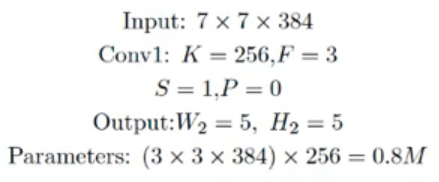 Input: 7 × 7 × 384
Conv1: K = 256,F = 3
S = 1,P = 0
Output:W₂ = 5, H₂ = 5
Parameters: (3 × 3 × 384) × 256 = 0.8M